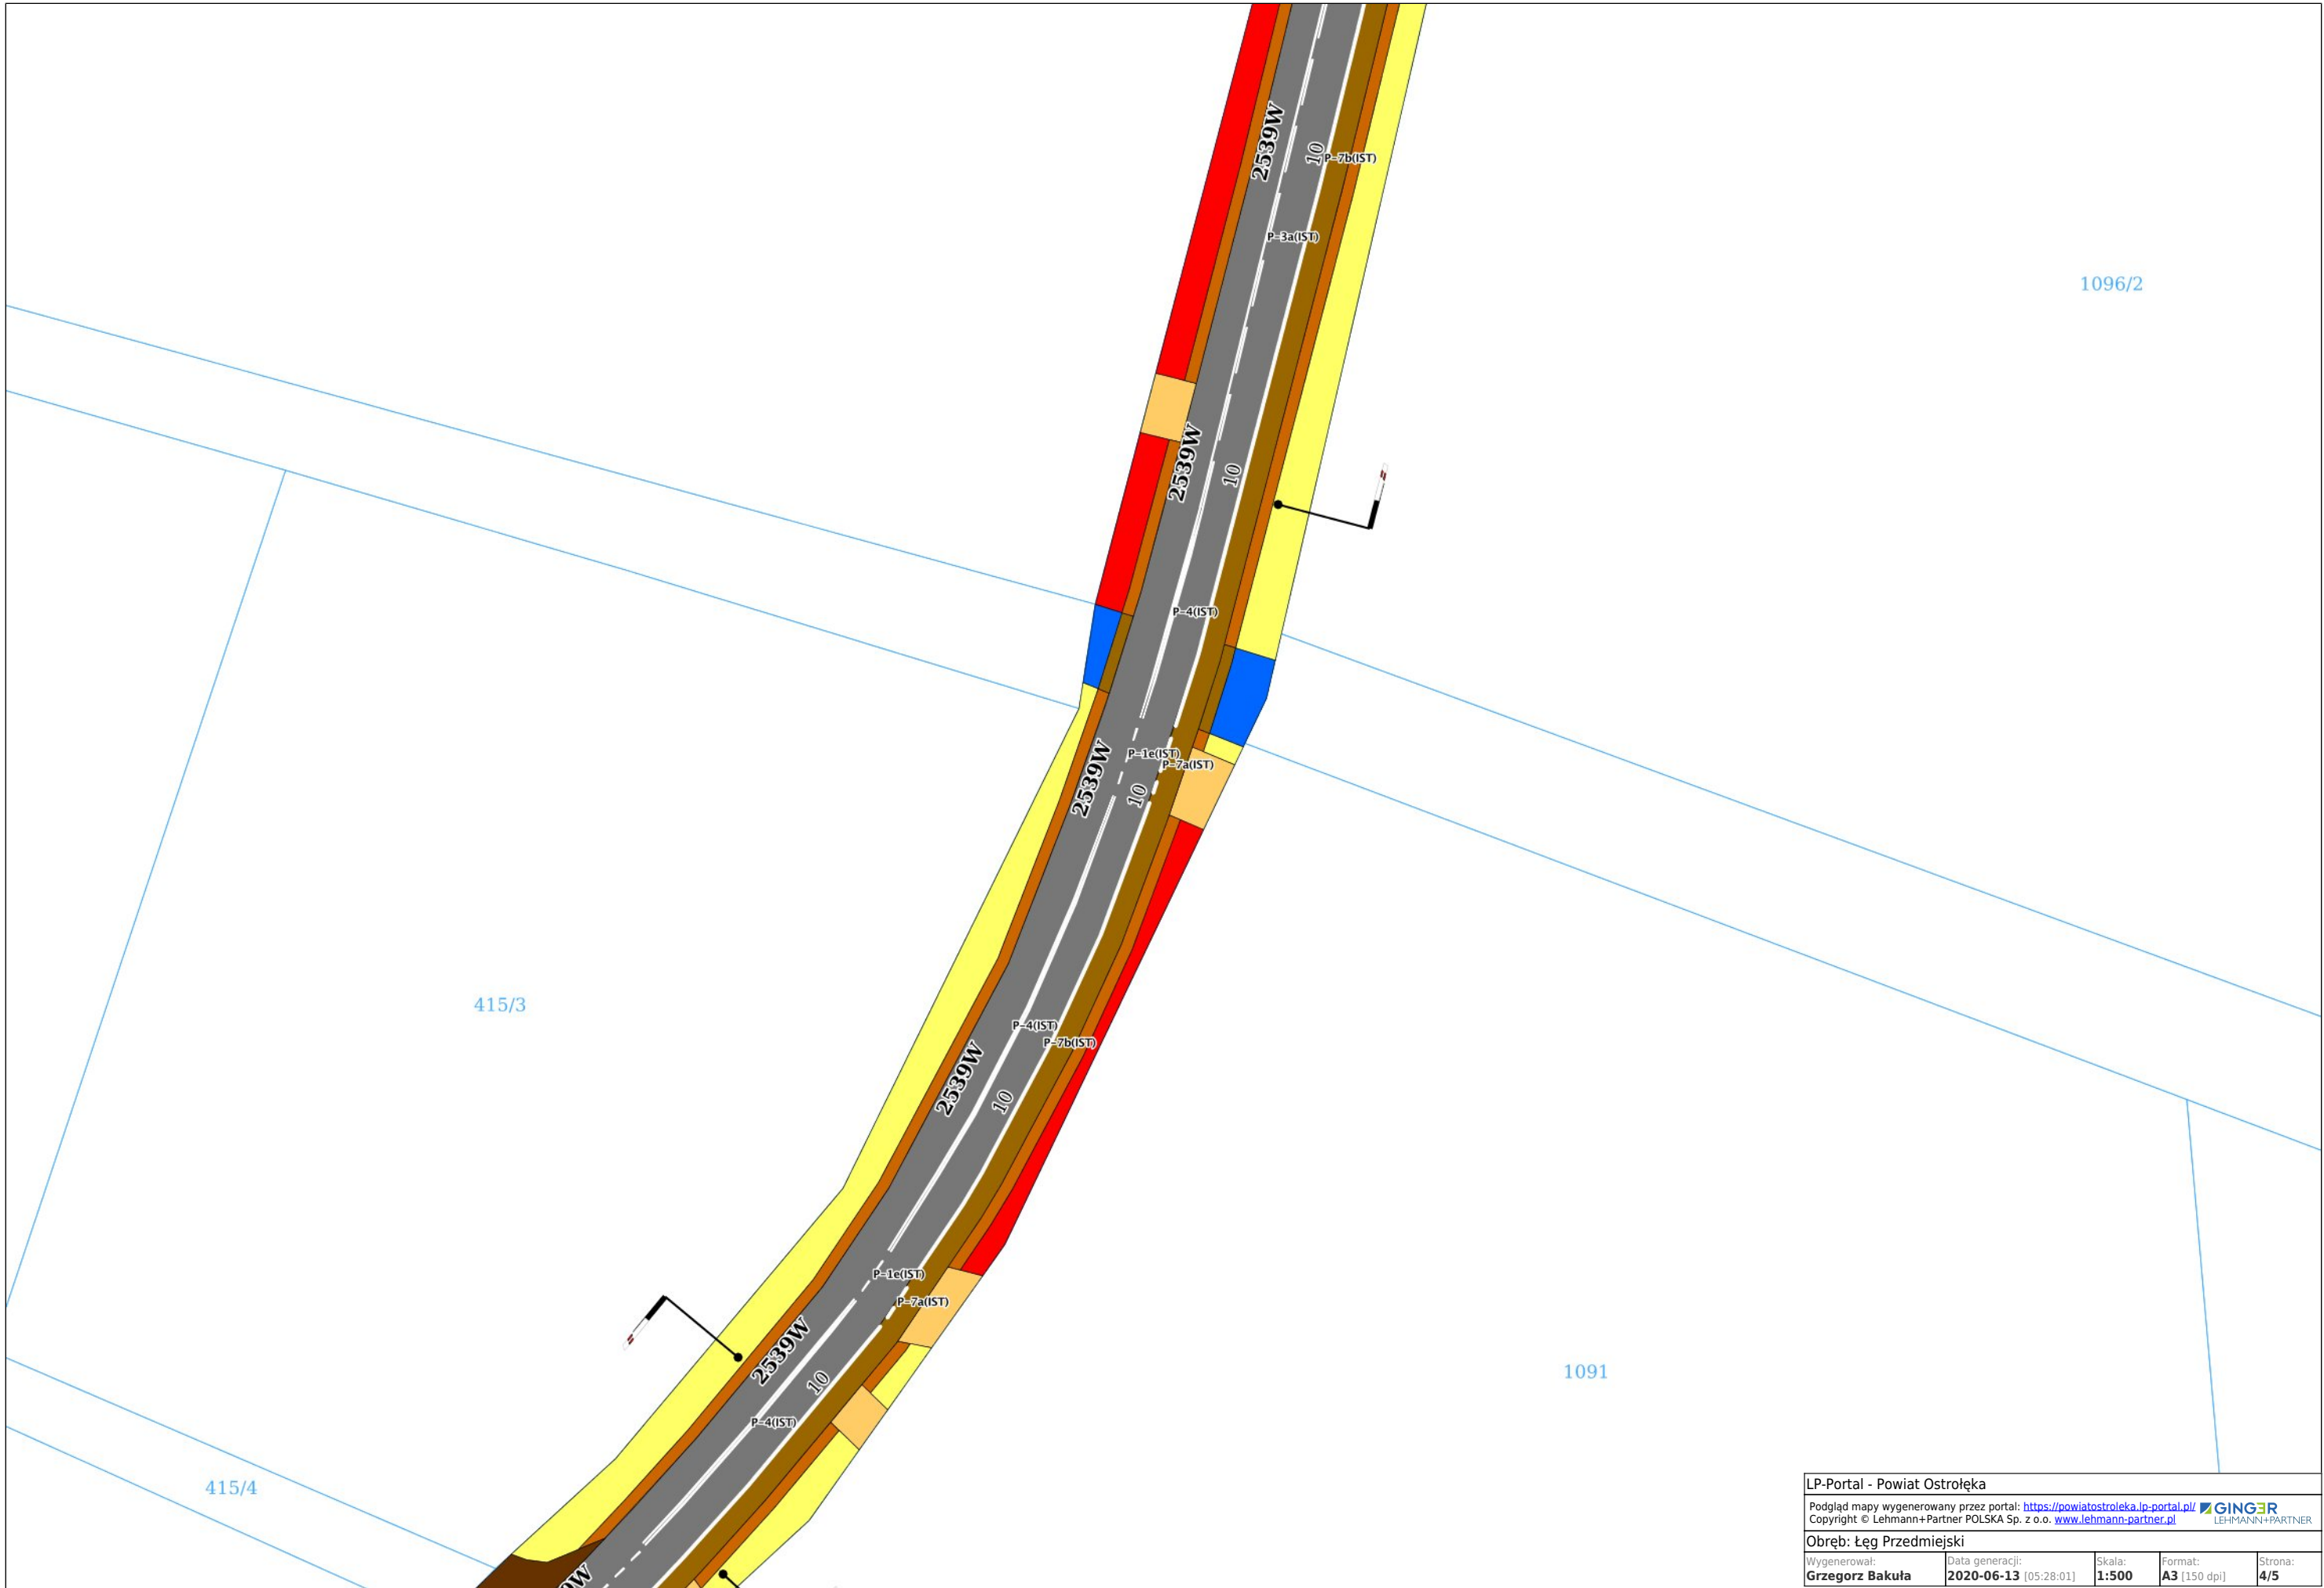 2539W
10
P-7b(IST)
P-3a(IST)
1096/2
2539W
10
P-4(IST)
2539W
P-1e(IST)
P-7a(IST)
10
415/3
P-4(IST)
P-7b(IST)
2539W
10
P-1e(IST)
P-7a(IST)
2539W
10
1091
P-4(IST)
415/4
LP-Portal - Powiat Ostrołęka
Podgląd mapy wygenerowany przez portal: https://powiatostroleka.lp-portal.pl/
Copyright © Lehmann+Partner POLSKA Sp. z o.o. www.lehmann-partner.pl
GINGER
LEHMANN+PARTNER
Obręb: Łęg Przedmiejski
Wygenerował: Data generacji: Skala: Format: Strona:
Grzegorz Bakuła 2020-06-13 [05:28:01] 1:500 A3 [150 dpi] 4/5